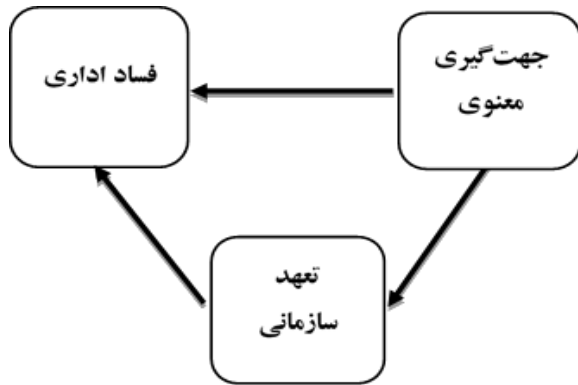 جهت‌گیری
معنوی
فساد اداری
تعهد
سازمانی